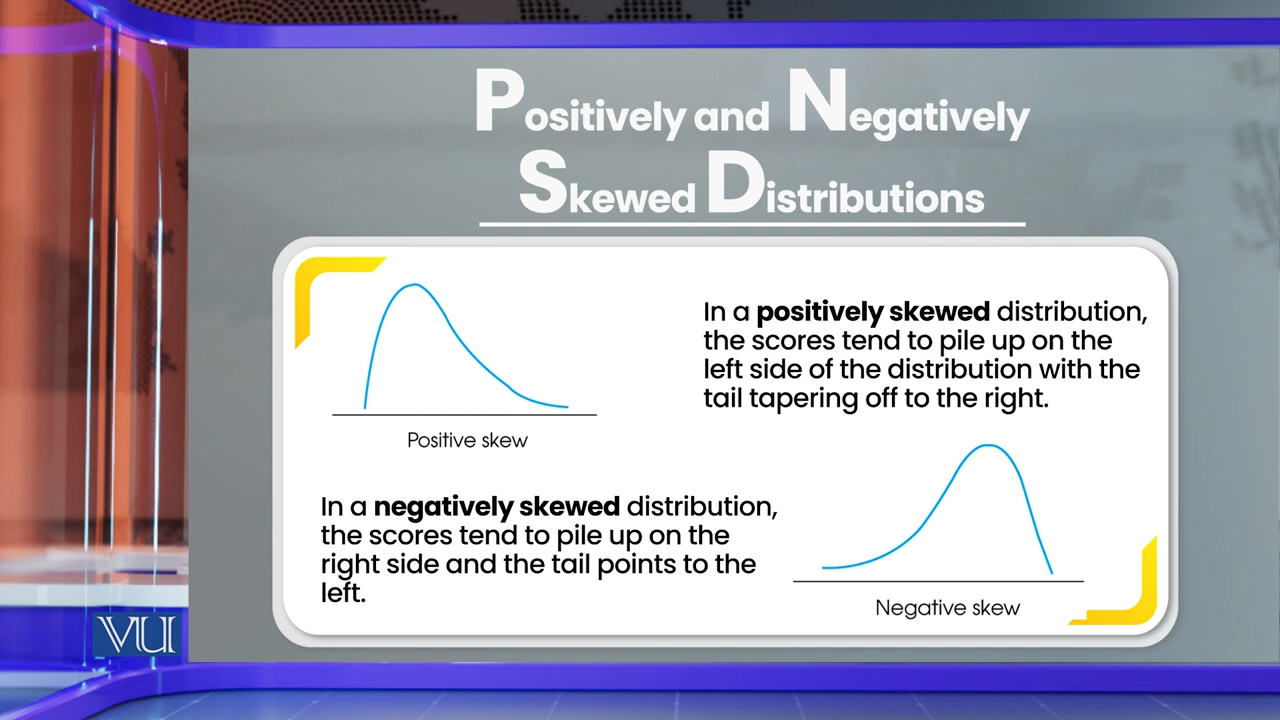 Positively and Negatively
Skewed Distributions
In a positively skewed distribution,
the scores tend to pile up on the
left side of the distribution with the
tail tapering off to the right.
Positive skew
In a negatively skewed distribution,
the scores tend to pile up on the
right side and the tail points to the
left.
Negative skew
VU